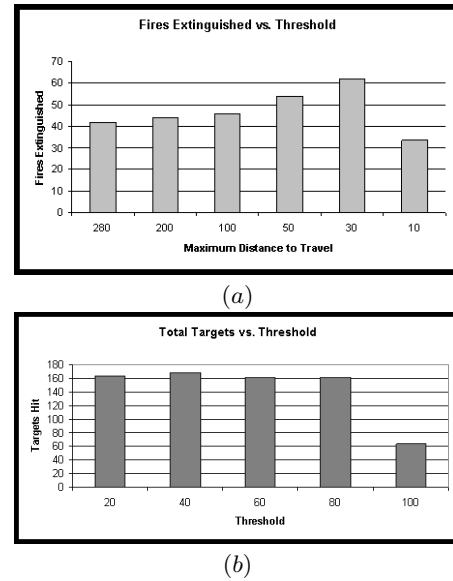 Fires Extinguished vs. Threshold
Fires Extinguished
70
60
50
40
30
20
10
0
280 200 100 50 30 10
Maximum Distance to Travel
(a)
Total Targets vs. Threshold
Targets Hit
180
160
140
120
100
80
60
40
20
0
20 40 60 80 100
Threshold
(b)